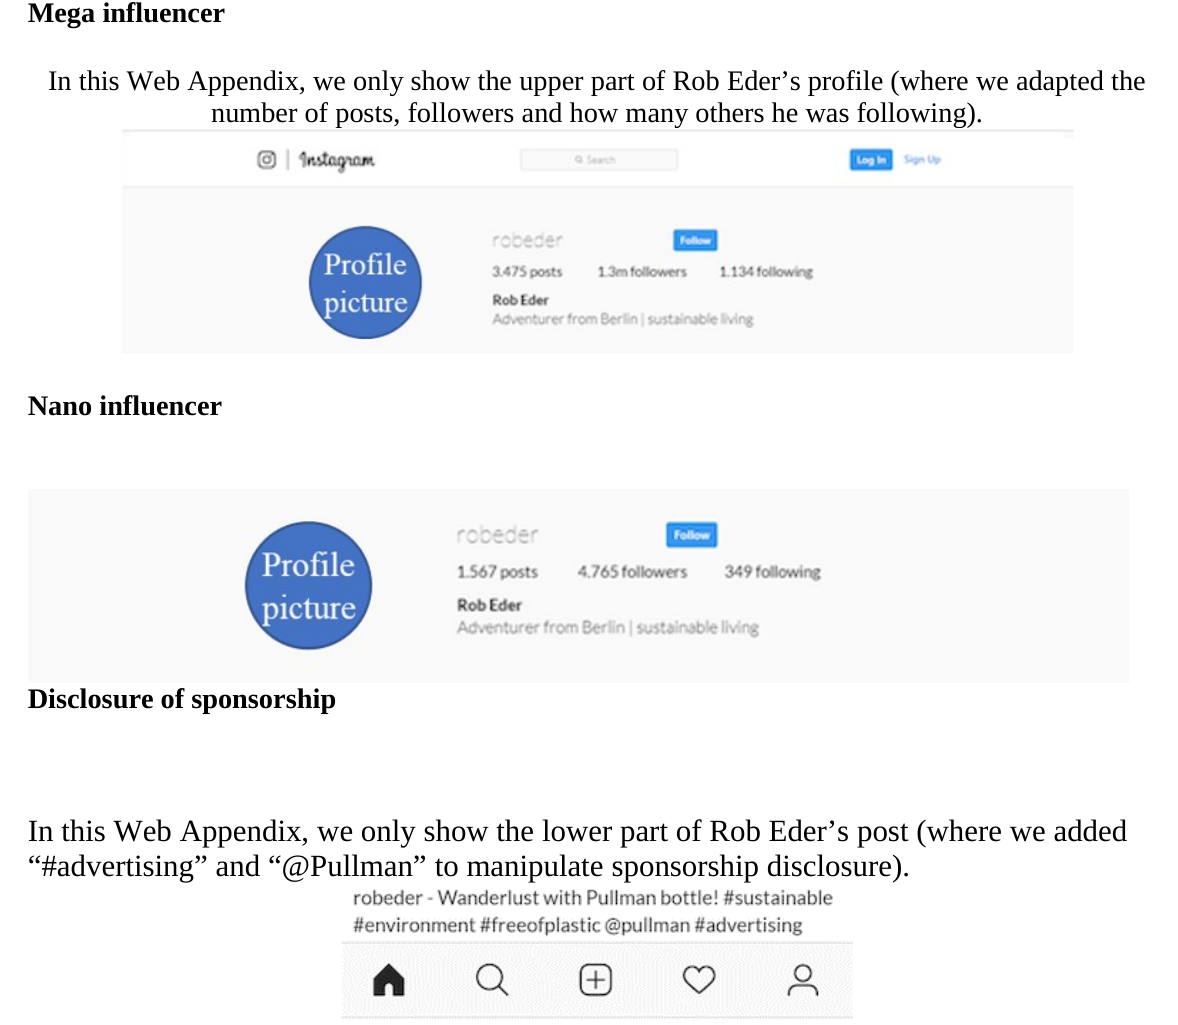 Mega influencer
In this Web Appendix, we only show the upper part of Rob Eder’s profile (where we adapted the
number of posts, followers and how many others he was following).
Instagram Search Log In Sign Up
robeder Follow
Profile
picture
3.475 posts 1.3m followers 1.134 following
Rob Eder
Adventurer from Berlin | sustainable living
Nano influencer
robeder Follow
Profile
picture
1.567 posts 4.765 followers 349 following
Rob Eder
Adventurer from Berlin | sustainable living
Disclosure of sponsorship
In this Web Appendix, we only show the lower part of Rob Eder’s post (where we added
“#advertising” and “@Pullman” to manipulate sponsorship disclosure).
robeder - Wanderlust with Pullman bottle! #sustainable
#environment #freeofplastic @pullman #advertising